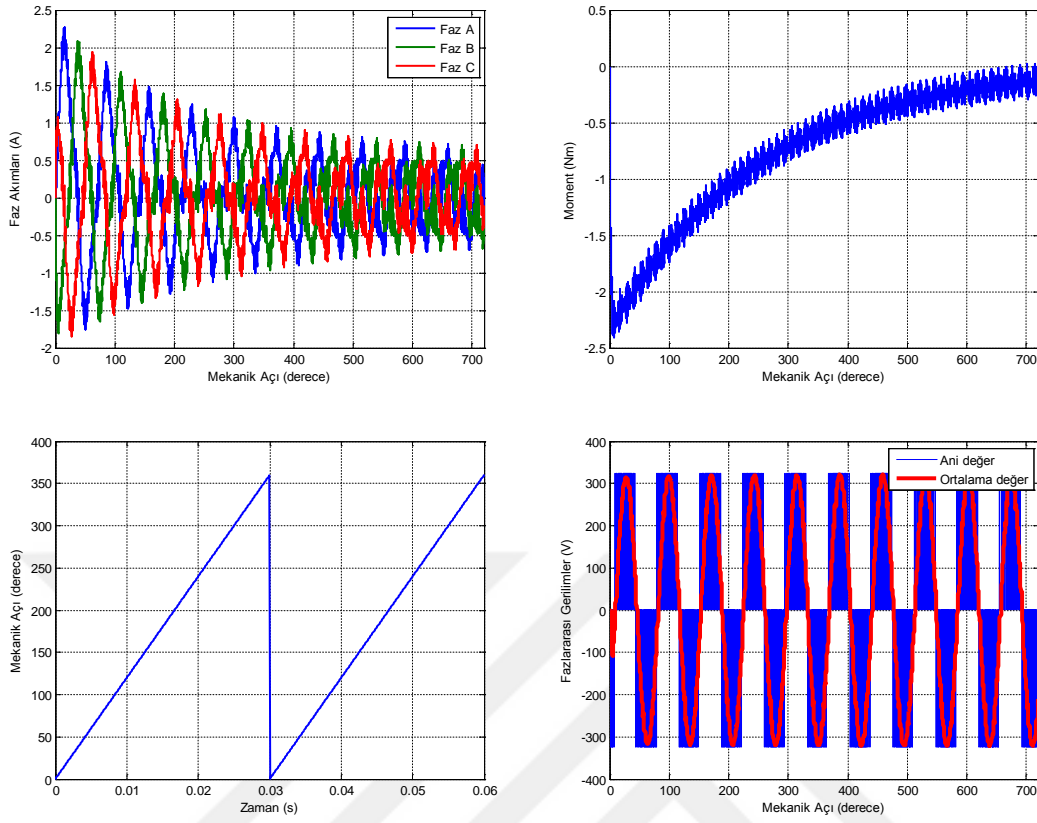 2.5
2
1.5
1
0.5
0
-0.5
-1
-1.5
-2
0 100 200 300 400 500 600 700
Faz Akımları (A)
Mekanik Açı (derece)
Faz A
Faz B
Faz C
0
-0.5
-1
-1.5
-2
-2.5
0 100 200 300 400 500 600 700
Moment (Nm)
Mekanik Açı (derece)
400
350
300
250
200
150
100
50
0
0 0.01 0.02 0.03 0.04 0.05 0.06
Mekanik Açı (derece)
Zaman (s)
400
300
200
100
0
-100
-200
-300
-400
0 100 200 300 400 500 600 700
Fazlararası Gerilimler (V)
Mekanik Açı (derece)
Ani değer
Ortalama değer